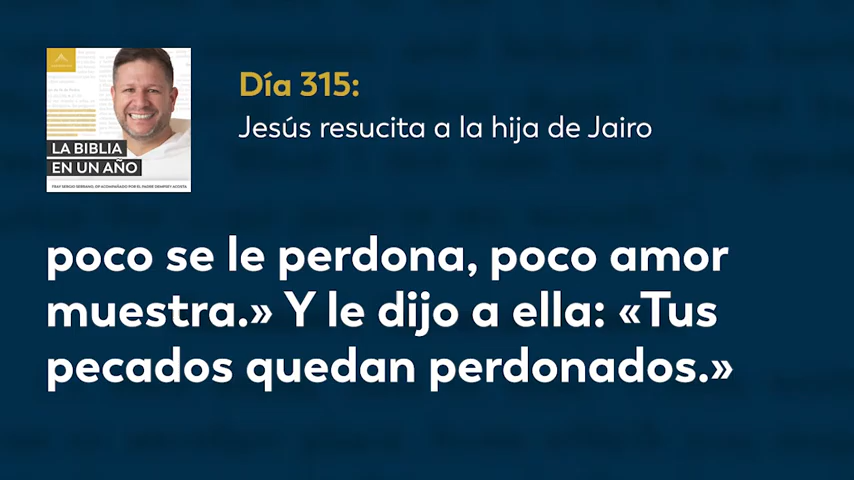 Día 315:
Jesús resucita a la hija de Jairo
LA BIBLIA
EN UN AÑO
poco se le perdona, poco amor
muestra.» Y le dijo a ella: «Tus
pecados quedan perdonados.»